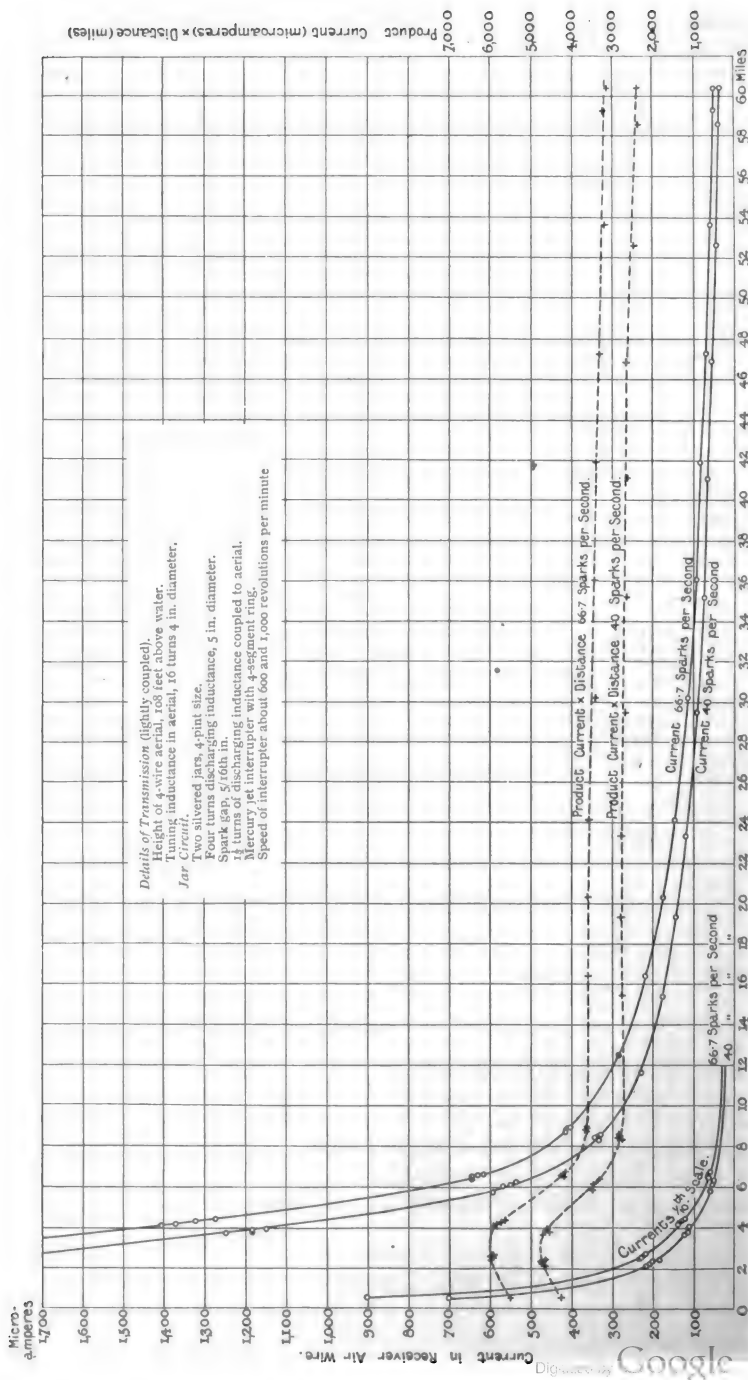 Micro-
amperes
1,700
1,600
1,500
1,400
1,300
1,200
1,100
1,000
900
800
700
600
500
400
300
200
100
0
Current in Receiver Air Wire.
Details of Transmission (lightly coupled).
Height of 4-wire aerial, 108 feet above water.
Tuning inductance in aerial, 16 turns 4 in. diameter.
Jar Circuit.
Two silvered jars, 4-pint size.
Four turns discharging inductance, 5 in. diameter.
Spark gap, 5/16th in.
1½ turns of discharging inductance coupled to aerial.
Mercury jet interrupter with 4-segment ring.
Speed of interrupter about 600 and 1,000 revolutions per minute
Product Current x Distance 66·7 Sparks per Second.
Product Current x Distance 40 Sparks per Second.
Current 66·7 Sparks per Second
Current 40 Sparks per Second
Currents 1/10th Scale.
66·7 Sparks per Second
40 " " "
0 2 4 6 8 10 12 14 16 18 20 22 24 26 28 30 32 34 36 38 40 42 44 46 48 50 52 54 56 58 60 Miles
Product Current (microamperes) x Distance (miles)
7,000
6,000
5,000
4,000
3,000
2,000
1,000
Digitized by Google